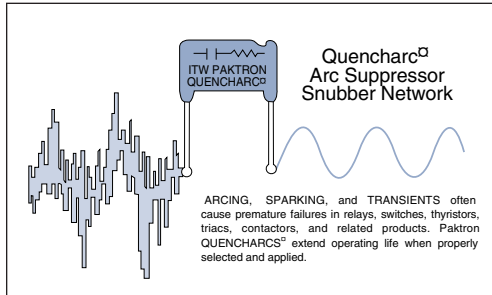 ITW PAKTRON
QUENCHARC¤
Quencharc¤
Arc Suppressor
Snubber Network
ARCING, SPARKING, and TRANSIENTS often
cause premature failures in relays, switches, thyristors,
triacs, contactors, and related products. Paktron
QUENCHARCS¤ extend operating life when properly
selected and applied.